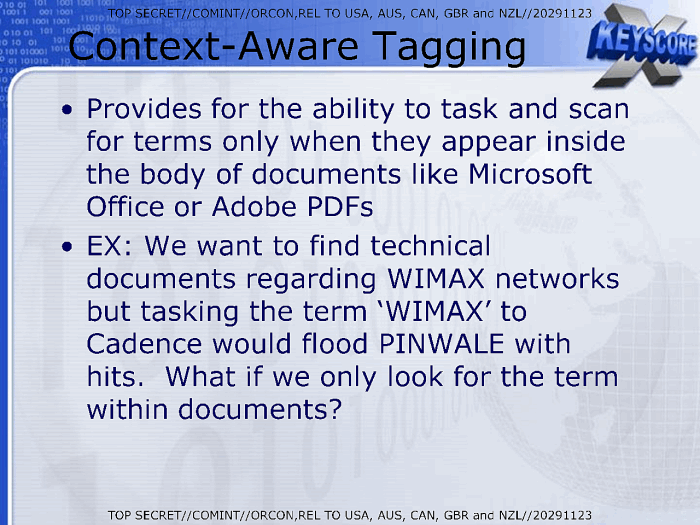 TOP SECRET//COMINT//ORCON,REL TO USA, AUS, CAN, GBR and NZL//20291123
Context-Aware Tagging
X KEYSCORE
• Provides for the ability to task and scan
for terms only when they appear inside
the body of documents like Microsoft
Office or Adobe PDFs
• EX: We want to find technical
documents regarding WIMAX networks
but tasking the term ‘WIMAX’ to
Cadence would flood PINWALE with
hits.  What if we only look for the term
within documents?
TOP SECRET//COMINT//ORCON,REL TO USA, AUS, CAN, GBR and NZL//20291123